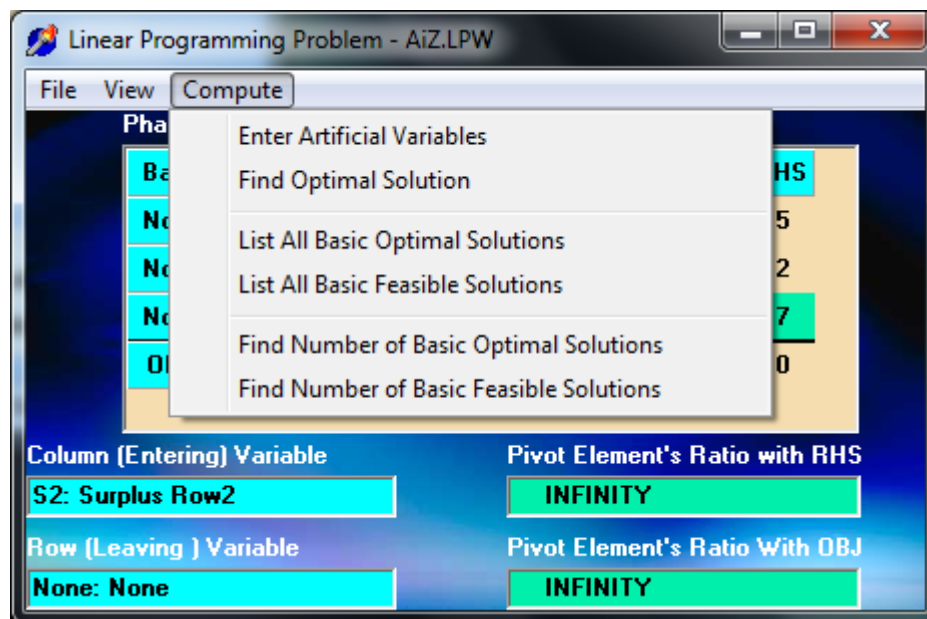 Linear Programming Problem - AiZ.LPW
File View Compute
Pha
Enter Artificial Variables
Ba
Find Optimal Solution
HS
No
List All Basic Optimal Solutions
5
No
List All Basic Feasible Solutions
2
No
Find Number of Basic Optimal Solutions
7
Find Number of Basic Feasible Solutions
0
Column (Entering) Variable
Pivot Element's Ratio with RHS
S2: Surplus Row2
INFINITY
Row (Leaving ) Variable
Pivot Element's Ratio With OBJ
None: None
INFINITY